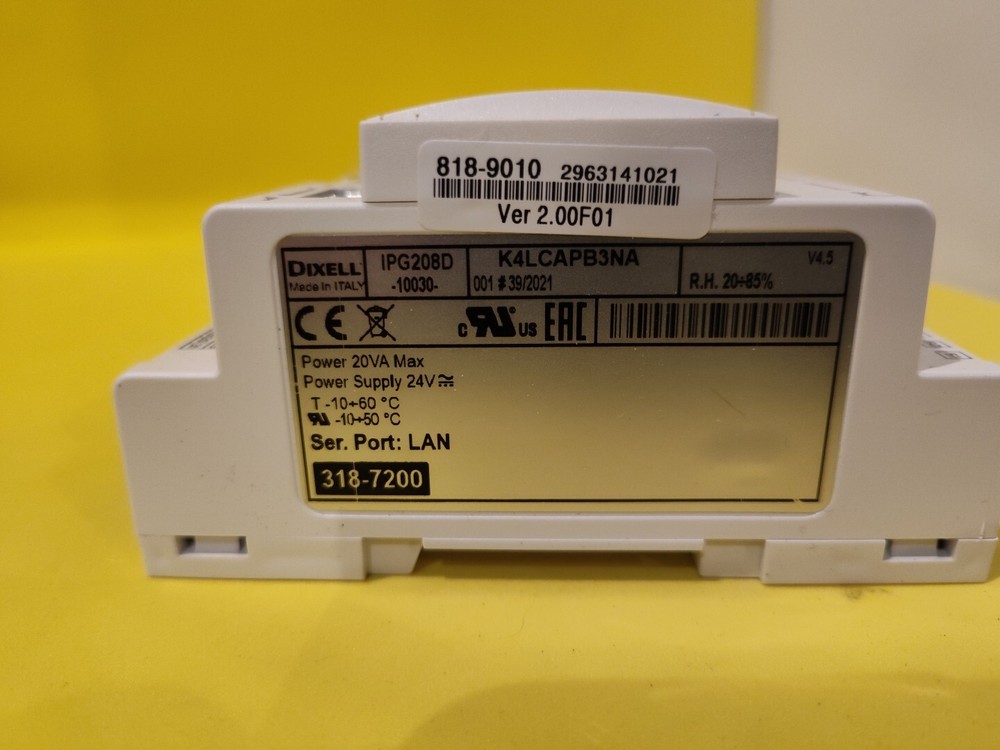 818-9010 2963141021
Ver 2.00F01
DIXELL IPG208D K4LCAPB3NA V4.5
Made in ITALY -10030- 001 # 39/2021 R.H. 20÷85%
CE c RU us EAC
Power 20VA Max
Power Supply 24V
T -10÷60 °C
RU -10÷50 °C
Ser. Port: LAN
318-7200